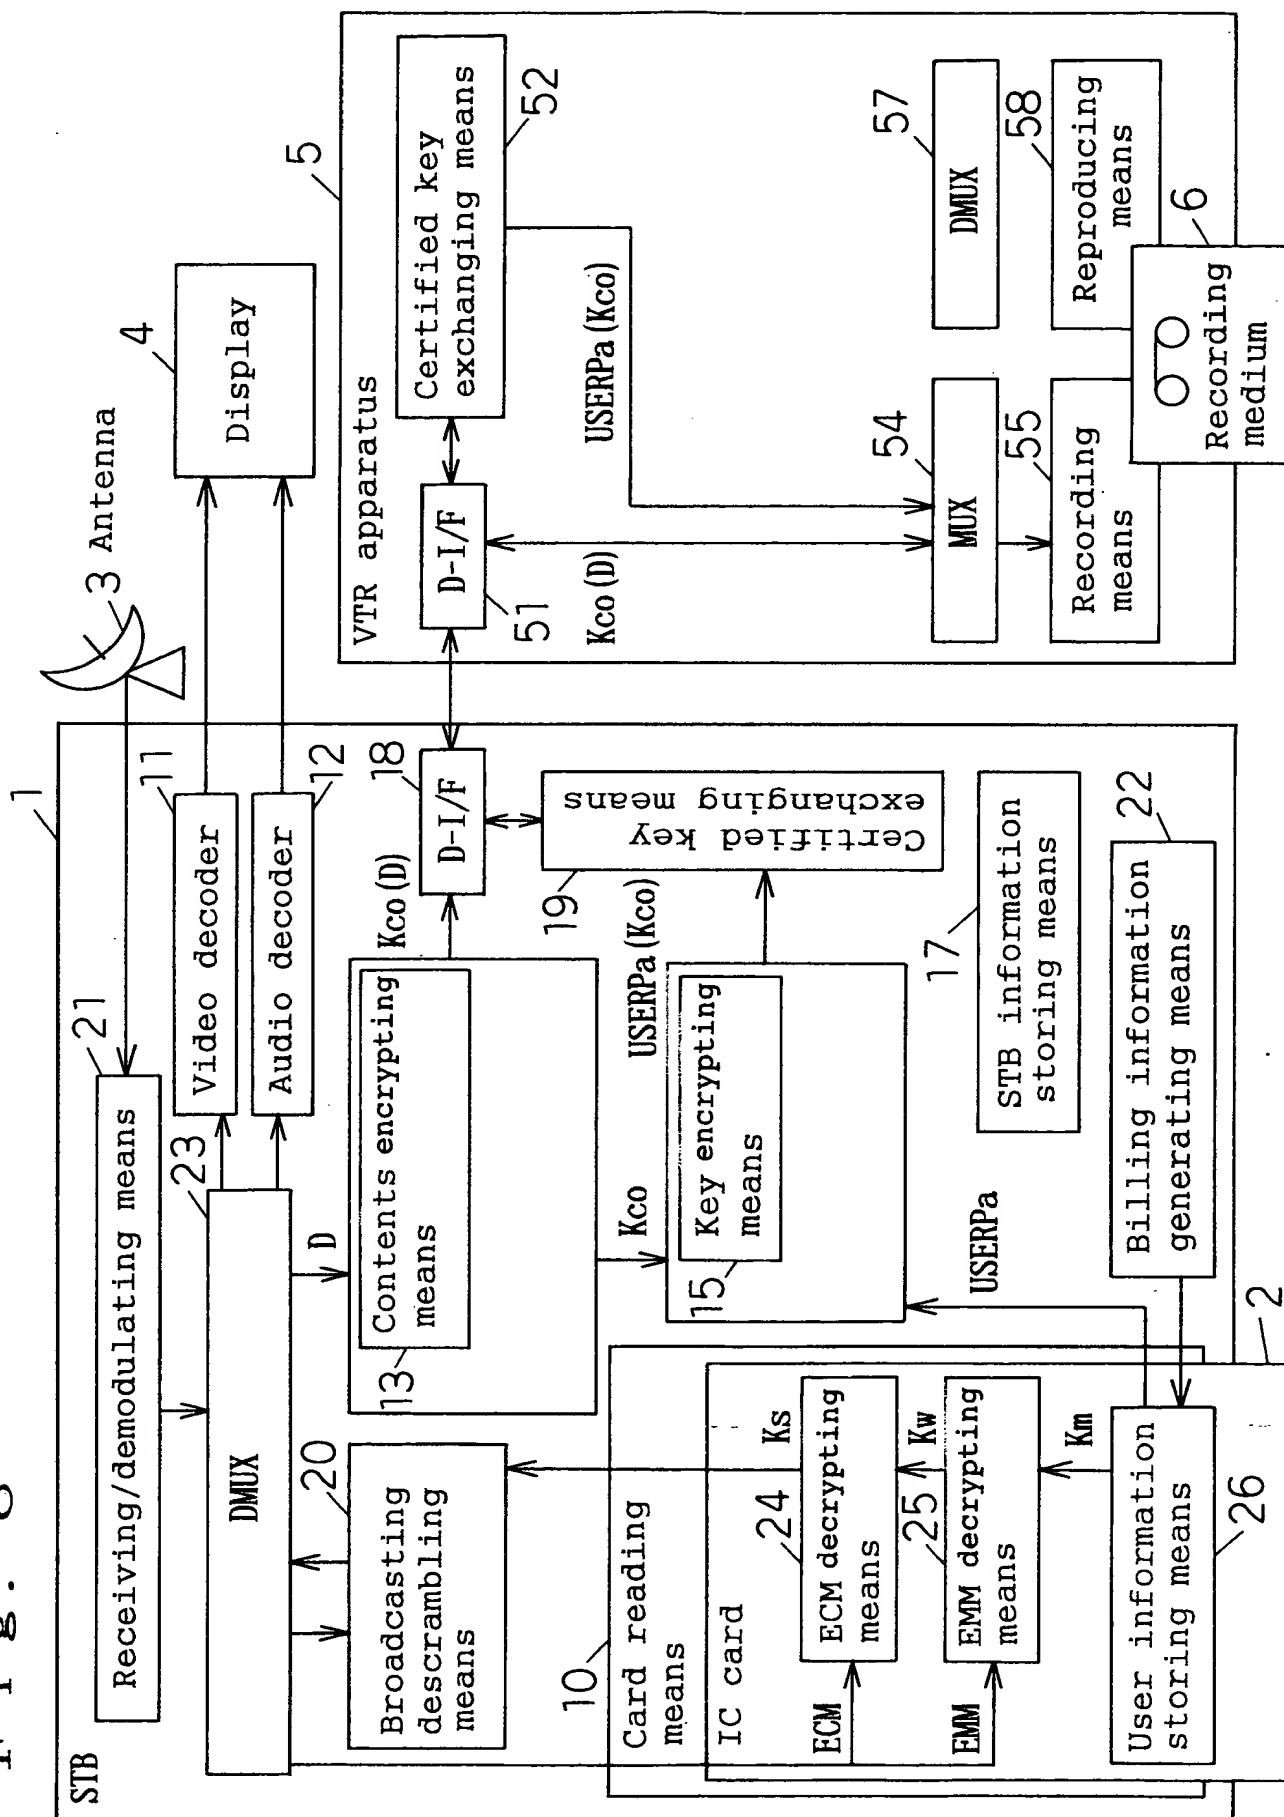 Fig. 8
STB
1
Receiving/demodulating means
21
3 Antenna
DMUX
23
Video decoder
11
Audio decoder
12
4
Display
D
Broadcasting
descrambling
means
20
Contents encrypting
means
13
Kco(D)
D-I/F
18
Kco
Key encrypting
means
15
USERPa(Kco)
Certified key
exchanging means
19
STB information
storing means
17
Billing information
generating means
22
USERPa
Card reading
means
10
IC card
2
ECM
ECM decrypting
means
24
Ks
EMM
EMM decrypting
means
25
Kw
Km
User information
storing means
26
VTR apparatus
5
D-I/F
51
Certified key
exchanging means
52
Kco(D)
USERPa(Kco)
MUX
54
DMUX
57
Recording
means
55
Reproducing
means
58
Recording
medium
6